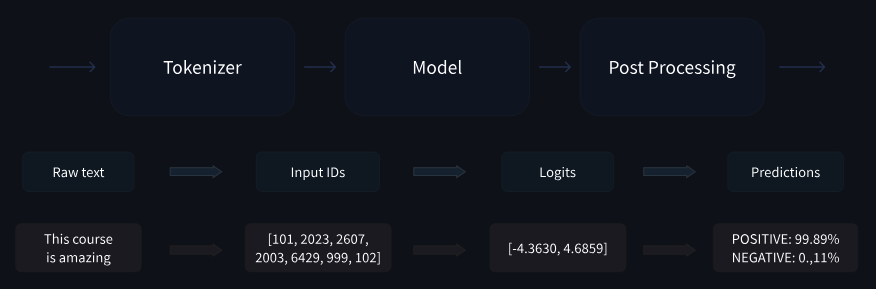 Tokenizer
Model
Post Processing
Raw text
Input IDs
Logits
Predictions
This course
is amazing
[101, 2023, 2607,
2003, 6429, 999, 102]
[-4.3630, 4.6859]
POSITIVE: 99.89%
NEGATIVE: 0.,11%